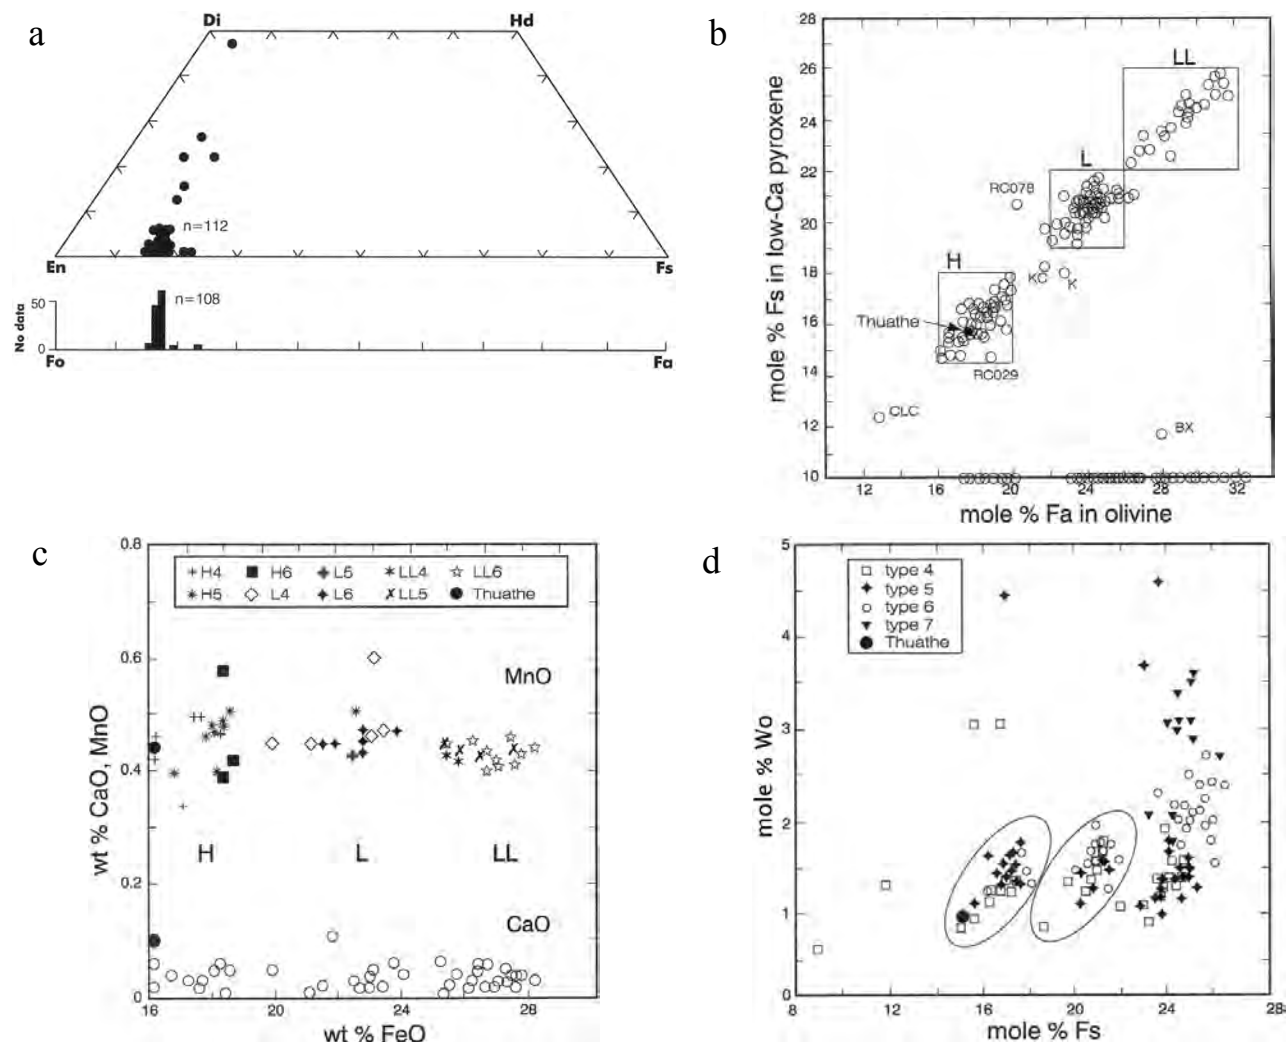 a
Di
Hd
n=112
En
Fs
No data
50
0
n=108
Fo
Fa
b
mole % Fs in low-Ca pyroxene
28
26
24
22
20
18
16
14
12
10
LL
L
RC078
H
KC
K
Thuathe
RC029
CLC
BX
12
16
20
24
28
32
mole % Fa in olivine
c
wt % CaO, MnO
0.8
0.6
0.4
0.2
0
H4 H6 L5 LL4 LL6
H5 L4 L6 LL5 Thuathe
MnO
H L LL
CaO
16 20 24 28
wt % FeO
d
mole % Wo
5
4
3
2
1
0
type 4
type 5
type 6
type 7
Thuathe
8 12 16 20 24 28
mole % Fs